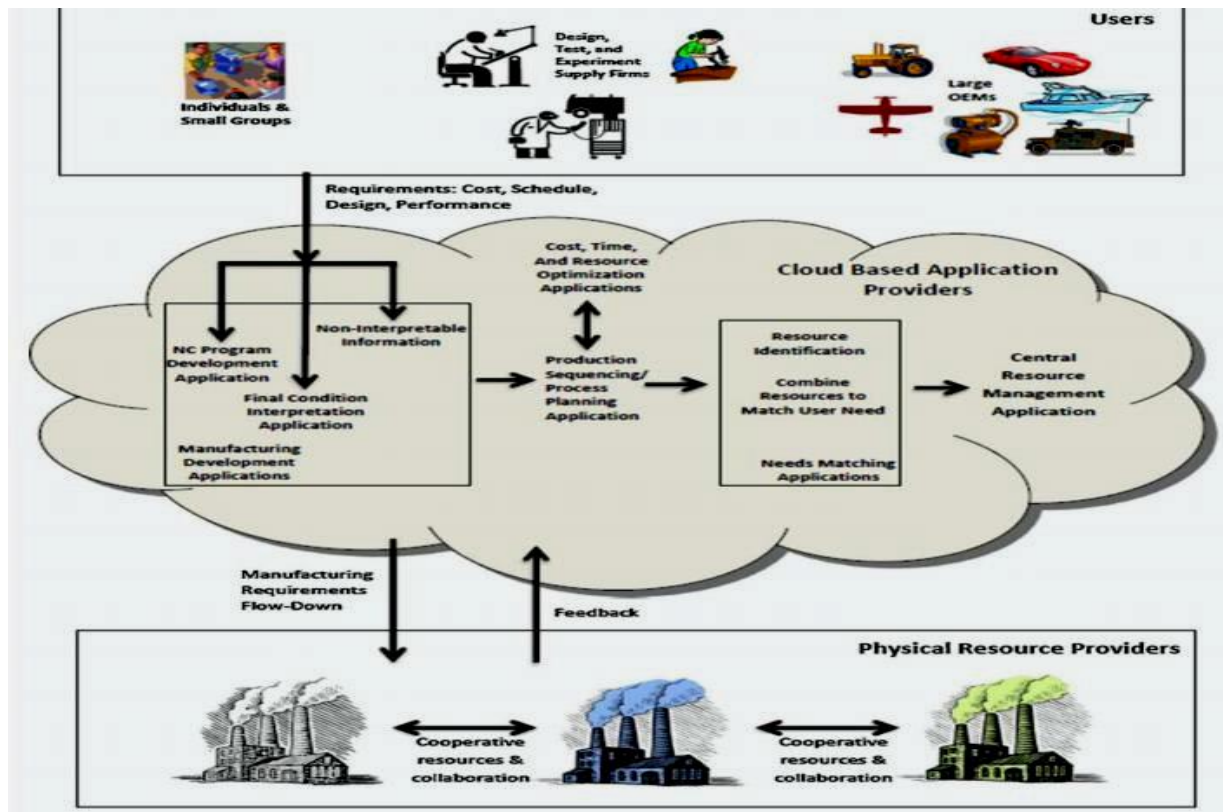 Users
Individuals &
Small Groups
Design,
Test, and
Experiment
Supply Firms
Large
OEMs
Requirements: Cost, Schedule,
Design, Performance
Cloud Based Application
Providers
NC Program
Development
Application
Non-Interpretable
Information
Final Condition
Interpretation
Application
Manufacturing
Development
Applications
Cost, Time,
And Resource
Optimization
Applications
Production
Sequencing/
Process
Planning
Application
Resource
Identification
Combine
Resources to
Match User Need
Needs Matching
Applications
Central
Resource
Management
Application
Manufacturing
Requirements
Flow-Down
Feedback
Physical Resource Providers
Cooperative
resources &
collaboration
Cooperative
resources &
collaboration